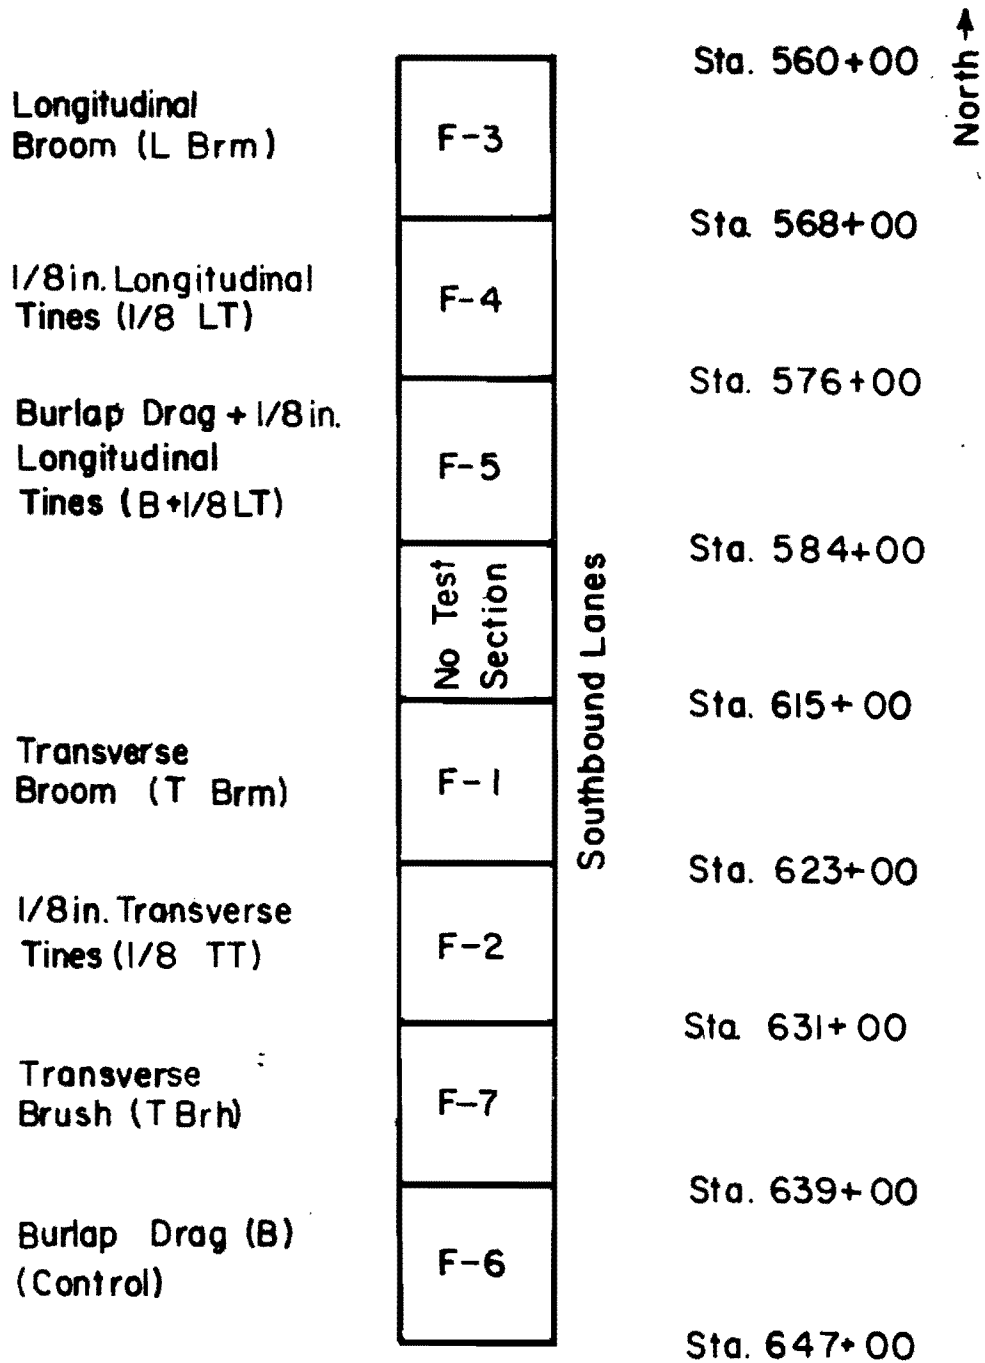 Sta. 560+00
North
Longitudinal
Broom (L Brm)
F-3
Sta. 568+00
1/8 in. Longitudinal
Tines (1/8 LT)
F-4
Sta. 576+00
Burlap Drag + 1/8 in.
Longitudinal
Tines (B+1/8 LT)
F-5
Sta. 584+00
No Test
Section
Southbound Lanes
Sta. 615+00
Transverse
Broom (T Brm)
F-1
Sta. 623+00
1/8 in. Transverse
Tines (1/8 TT)
F-2
Sta. 631+00
Transverse
Brush (T Brh)
F-7
Sta. 639+00
Burlap Drag (B)
(Control)
F-6
Sta. 647+00